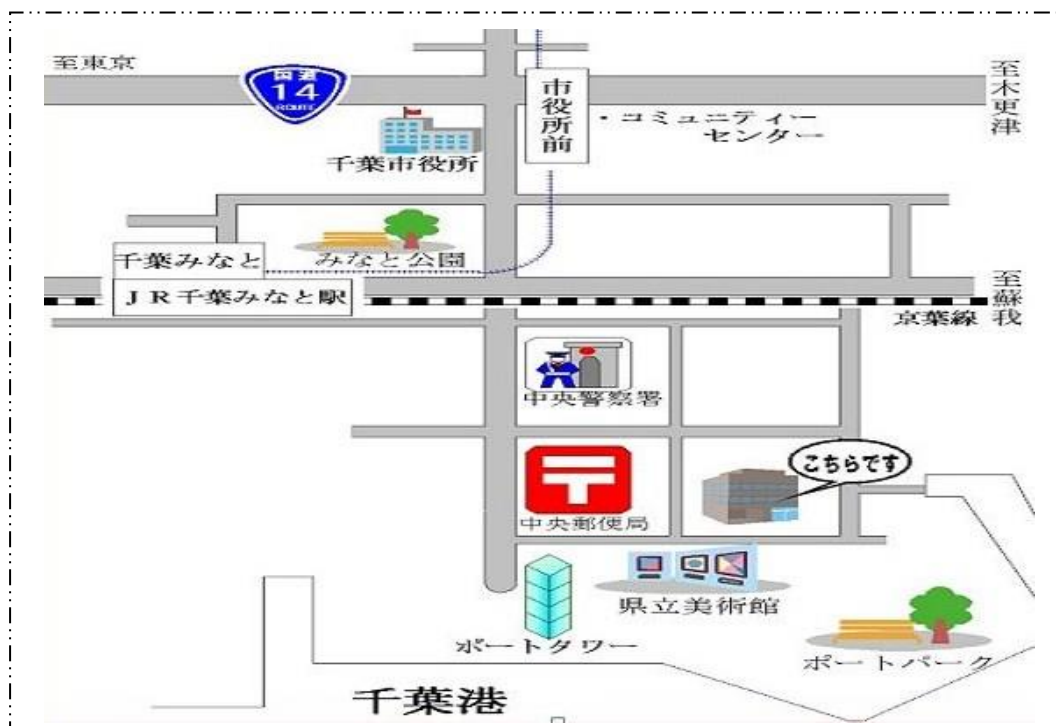 至東京
国道
14
ROUTE
市役所前
至木更津
・コミュニティー
センター
千葉市役所
千葉みなと
みなと公園
JR千葉みなと駅
至蘇我
京葉線
中央警察署
こちらです
中央郵便局
県立美術館
ポートタワー
ポートパーク
千葉港